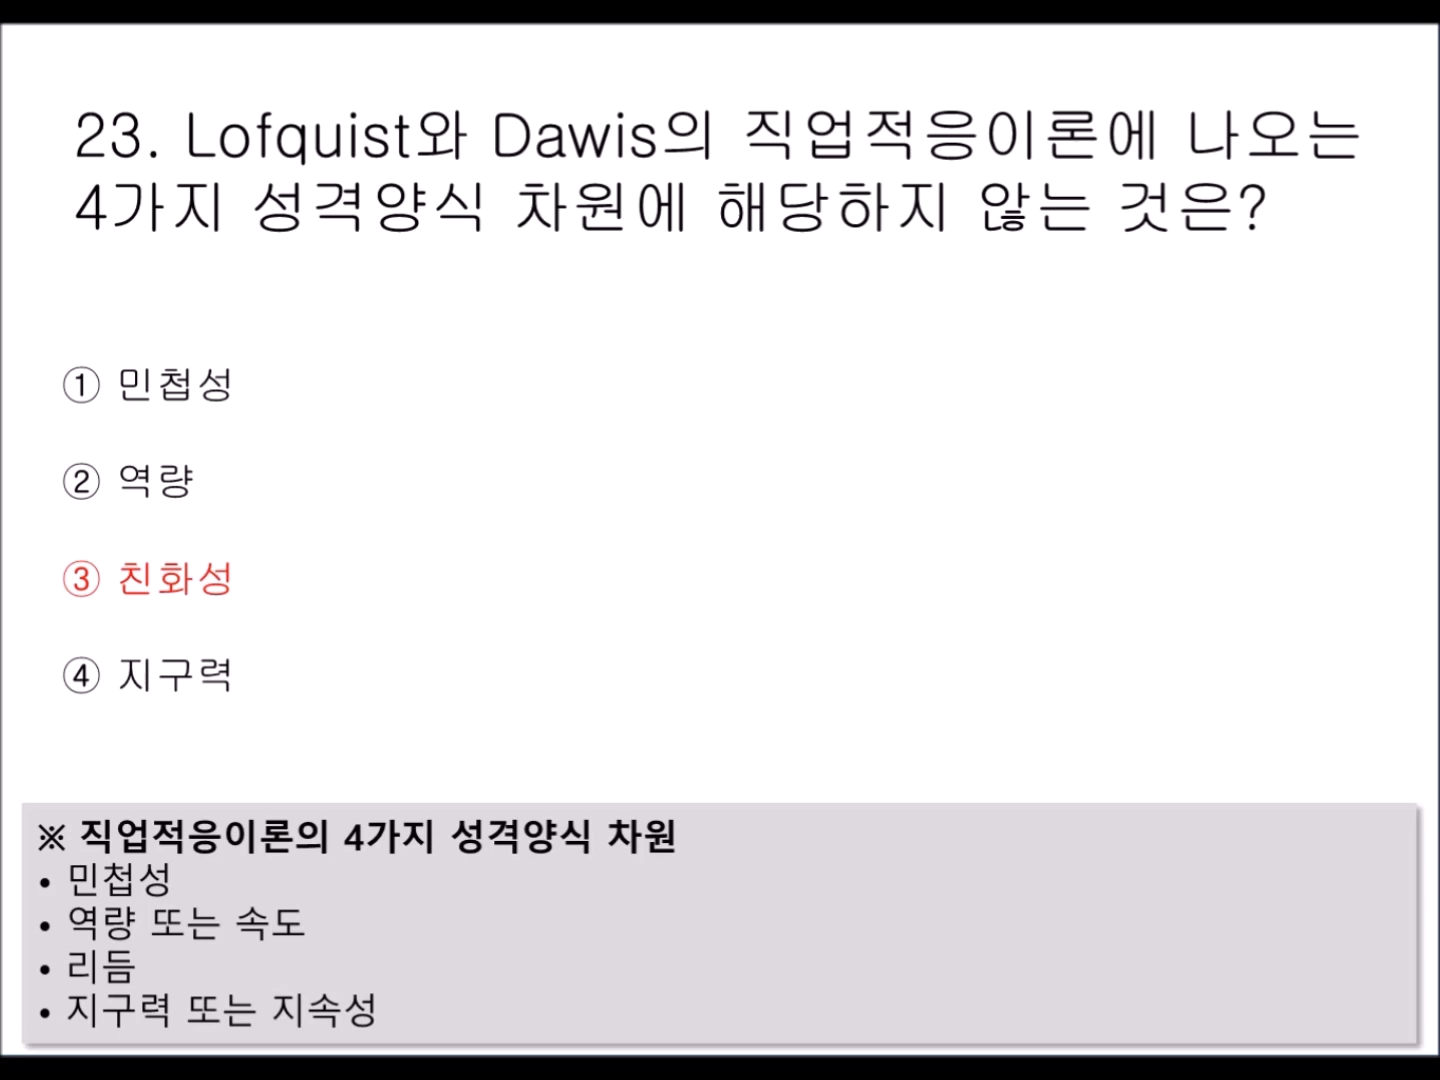 23. Lofquist와 Dawis의 직업적응이론에 나오는
4가지 성격양식 차원에 해당하지 않는 것은?
① 민첩성
② 역량
③ 친화성
④ 지구력
※ 직업적응이론의 4가지 성격양식 차원
• 민첩성
• 역량 또는 속도
• 리듬
• 지구력 또는 지속성